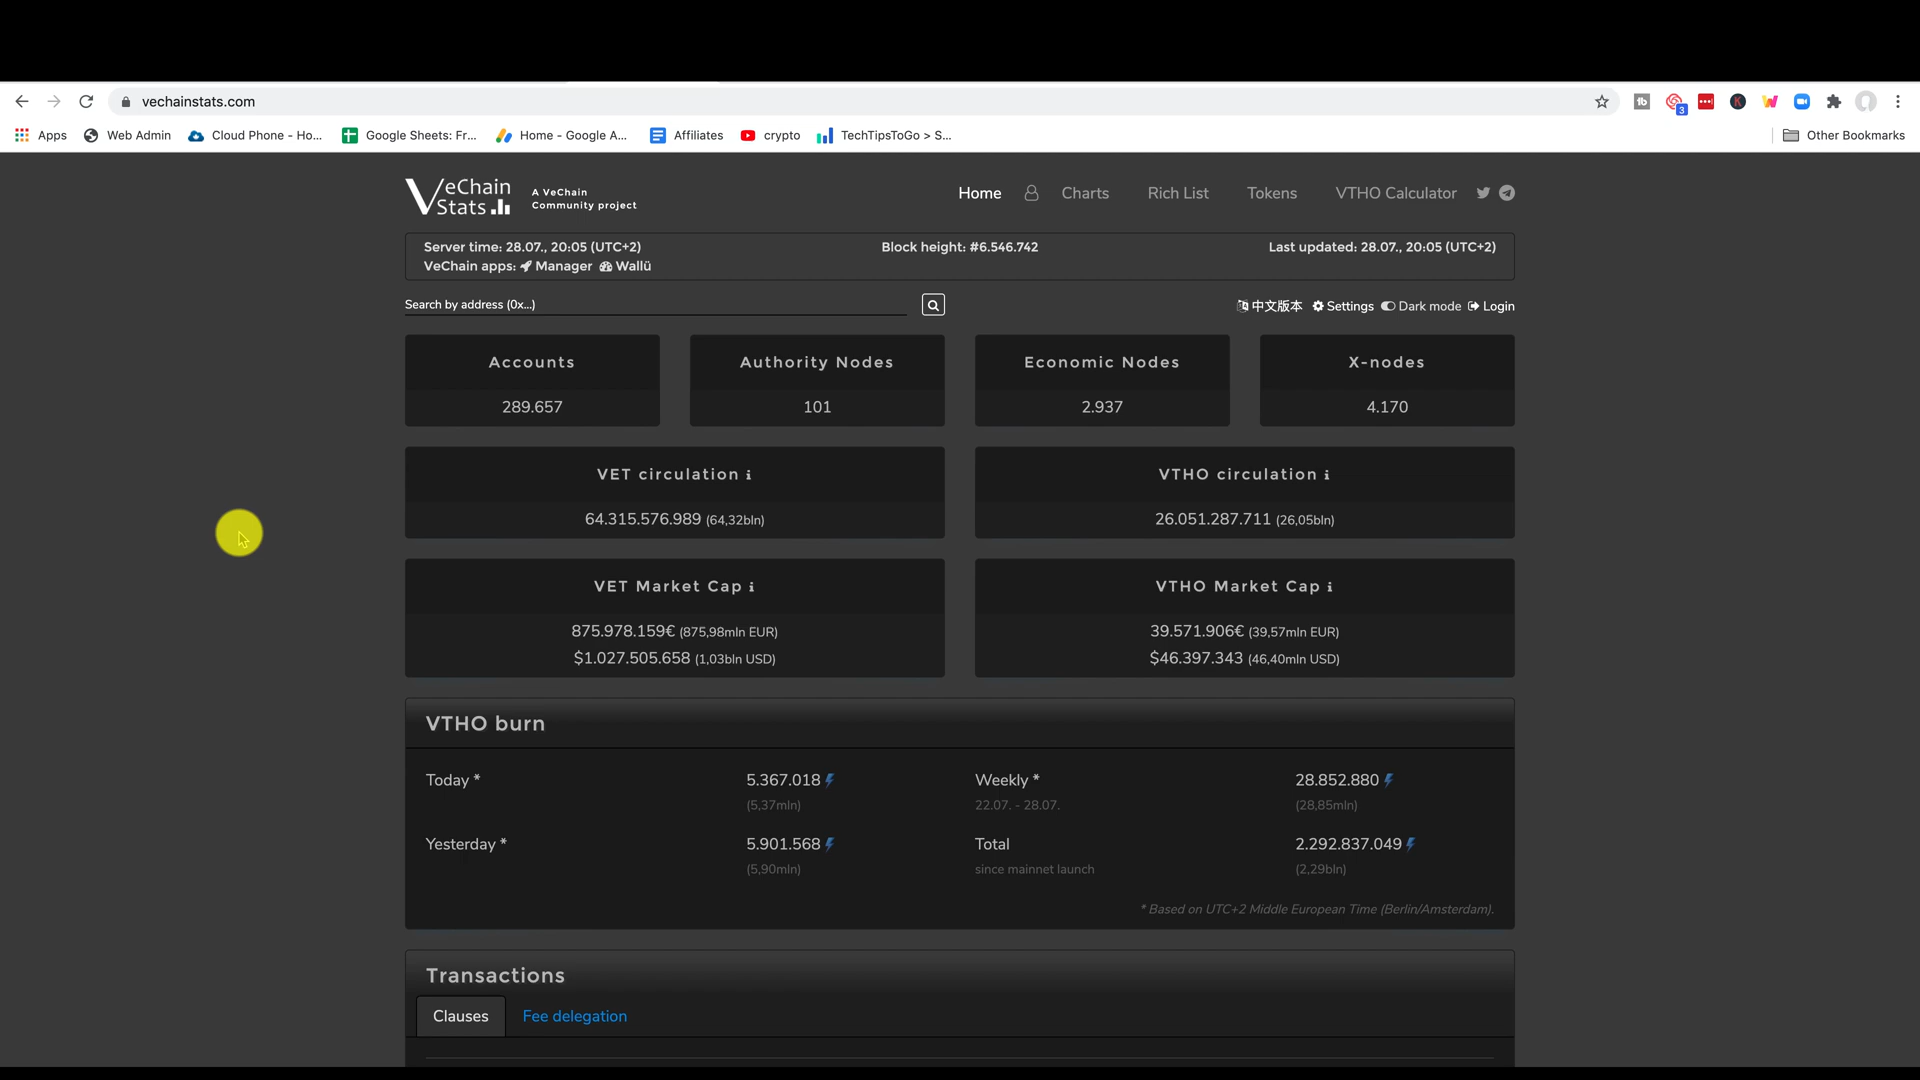 vechainstats.com
3
Apps Web Admin Cloud Phone - Ho... Google Sheets: Fr... Home - Google A... Affiliates crypto TechTipsToGo > S... Other Bookmarks
VeChain Stats
A VeChain
Community project
Home Charts Rich List Tokens VTHO Calculator
Server time: 28.07., 20:05 (UTC+2) Block height: #6.546.742 Last updated: 28.07., 20:05 (UTC+2)
VeChain apps: Manager Wallü
Search by address (0x...) 中文版本 Settings Dark mode Login
Accounts Authority Nodes Economic Nodes X-nodes
289.657 101 2.937 4.170
VET circulation VTHO circulation
64.315.576.989 (64,32bln) 26.051.287.711 (26,05bln)
VET Market Cap VTHO Market Cap
875.978.159€ (875,98mln EUR) 39.571.906€ (39,57mln EUR)
$1.027.505.658 (1,03bln USD) $46.397.343 (46,40mln USD)
VTHO burn
Today * 5.367.018 Weekly * 28.852.880
(5,37mln) 22.07. - 28.07. (28,85mln)
Yesterday * 5.901.568 Total 2.292.837.049
(5,90mln) since mainnet launch (2,29bln)
* Based on UTC+2 Middle European Time (Berlin/Amsterdam).
Transactions
Clauses Fee delegation